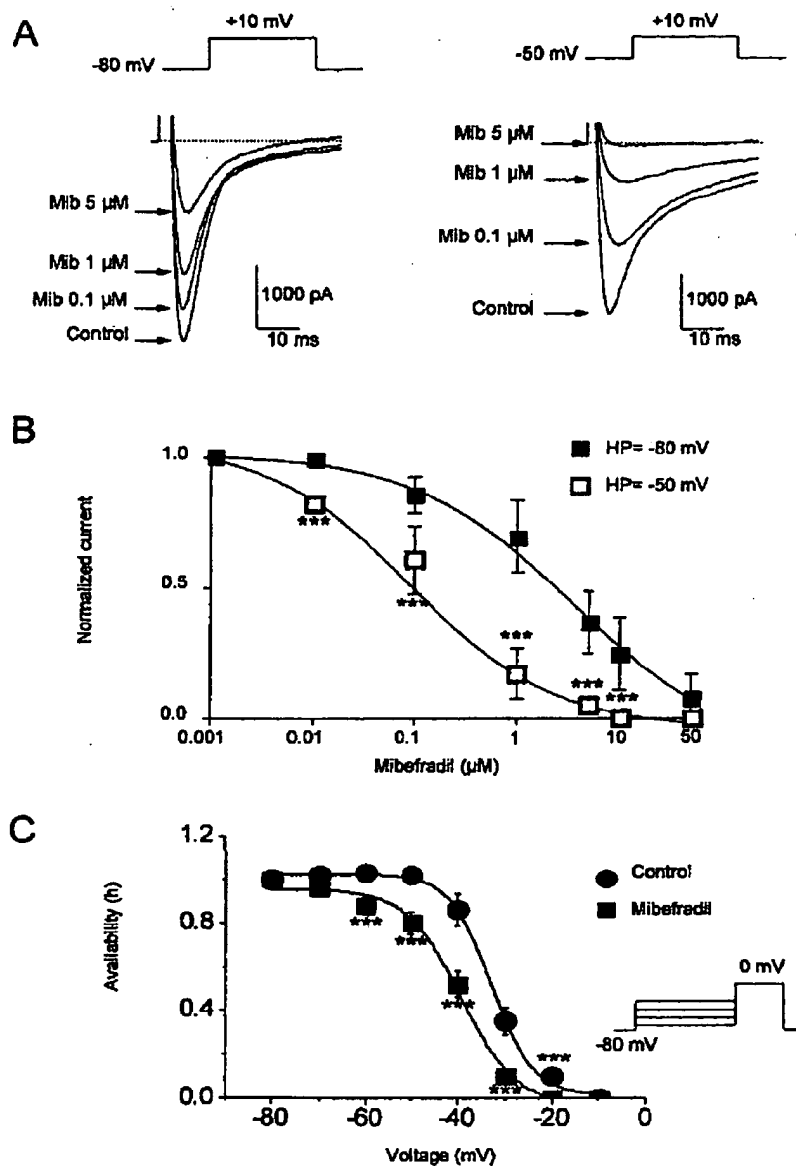 A
+10 mV
-80 mV
+10 mV
-50 mV
Mib 5 µM
Mib 1 µM
Mib 0.1 µM
Control
1000 pA
10 ms
Mib 5 µM
Mib 1 µM
Mib 0.1 µM
Control
1000 pA
10 ms
B
HP= -80 mV
HP= -50 mV
Normalized current
1.0
0.5
0.0
***
***
***
***
***
0.001
0.01
0.1
1
10
50
Mibefradil (µM)
C
Control
Mibefradil
Availability (h)
1.2
0.8
0.4
0.0
***
***
***
***
***
-80
-60
-40
-20
0
Voltage (mV)
0 mV
-80 mV